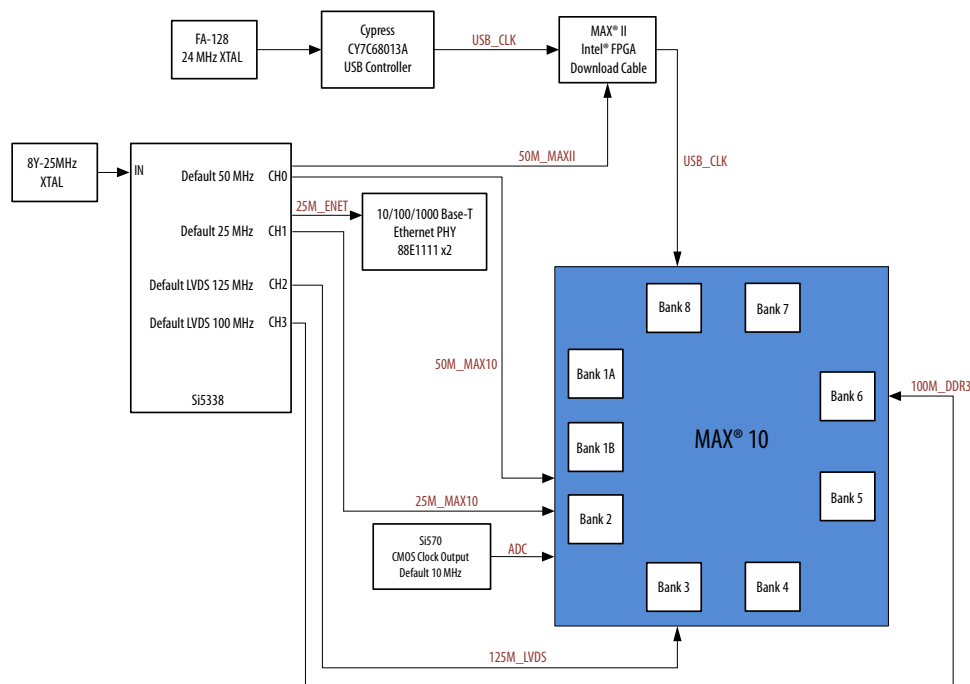 FA-128
24 MHz XTAL
Cypress
CY7C68013A
USB Controller
USB_CLK
MAX® II
Intel® FPGA
Download Cable
8Y-25MHz
XTAL
IN
Default 50 MHz CH0
Default 25 MHz CH1
Default LVDS 125 MHz CH2
Default LVDS 100 MHz CH3
Si5338
50M_MAXII
USB_CLK
25M_ENET
10/100/1000 Base-T
Ethernet PHY
88E1111 x2
50M_MAX10
25M_MAX10
Si570
CMOS Clock Output
Default 10 MHz
ADC
125M_LVDS
Bank 8
Bank 7
Bank 1A
Bank 6
100M_DDR3
MAX® 10
Bank 1B
Bank 5
Bank 2
Bank 3
Bank 4